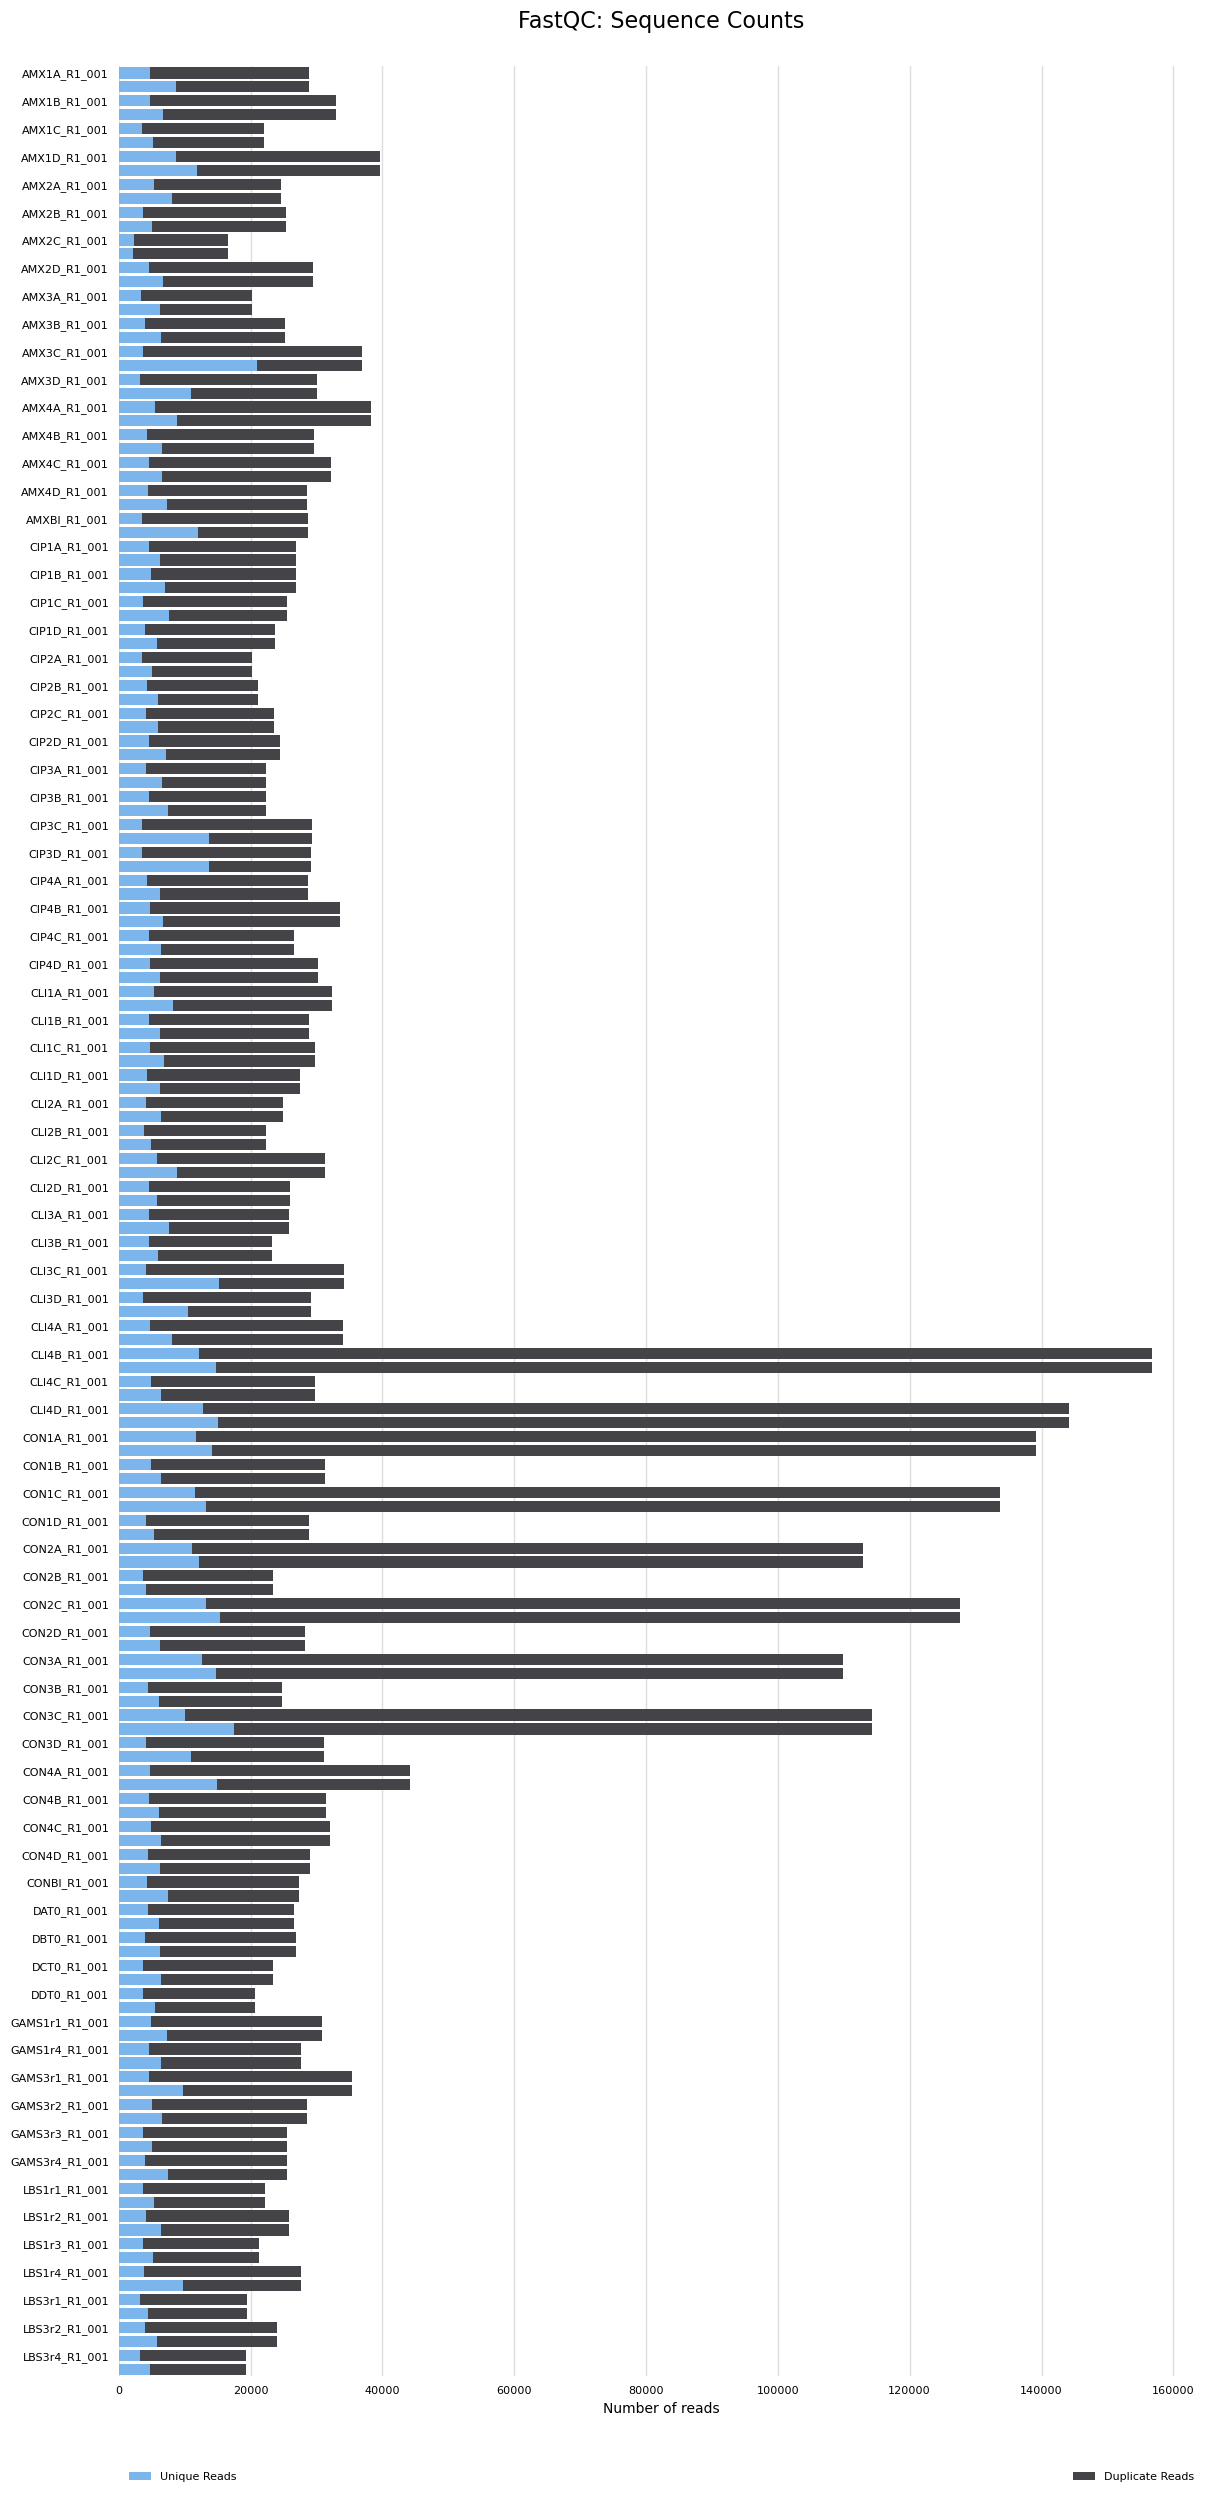 FastQC: Sequence Counts
AMX1A_R1_001
AMX1B_R1_001
AMX1C_R1_001
AMX1D_R1_001
AMX2A_R1_001
AMX2B_R1_001
AMX2C_R1_001
AMX2D_R1_001
AMX3A_R1_001
AMX3B_R1_001
AMX3C_R1_001
AMX3D_R1_001
AMX4A_R1_001
AMX4B_R1_001
AMX4C_R1_001
AMX4D_R1_001
AMXBI_R1_001
CIP1A_R1_001
CIP1B_R1_001
CIP1C_R1_001
CIP1D_R1_001
CIP2A_R1_001
CIP2B_R1_001
CIP2C_R1_001
CIP2D_R1_001
CIP3A_R1_001
CIP3B_R1_001
CIP3C_R1_001
CIP3D_R1_001
CIP4A_R1_001
CIP4B_R1_001
CIP4C_R1_001
CIP4D_R1_001
CLI1A_R1_001
CLI1B_R1_001
CLI1C_R1_001
CLI1D_R1_001
CLI2A_R1_001
CLI2B_R1_001
CLI2C_R1_001
CLI2D_R1_001
CLI3A_R1_001
CLI3B_R1_001
CLI3C_R1_001
CLI3D_R1_001
CLI4A_R1_001
CLI4B_R1_001
CLI4C_R1_001
CLI4D_R1_001
CON1A_R1_001
CON1B_R1_001
CON1C_R1_001
CON1D_R1_001
CON2A_R1_001
CON2B_R1_001
CON2C_R1_001
CON2D_R1_001
CON3A_R1_001
CON3B_R1_001
CON3C_R1_001
CON3D_R1_001
CON4A_R1_001
CON4B_R1_001
CON4C_R1_001
CON4D_R1_001
CONBI_R1_001
DAT0_R1_001
DBT0_R1_001
DCT0_R1_001
DDT0_R1_001
GAMS1r1_R1_001
GAMS1r4_R1_001
GAMS3r1_R1_001
GAMS3r2_R1_001
GAMS3r3_R1_001
GAMS3r4_R1_001
LBS1r1_R1_001
LBS1r2_R1_001
LBS1r3_R1_001
LBS1r4_R1_001
LBS3r1_R1_001
LBS3r2_R1_001
LBS3r4_R1_001
0 20000 40000 60000 80000 100000 120000 140000 160000
Number of reads
Unique Reads Duplicate Reads